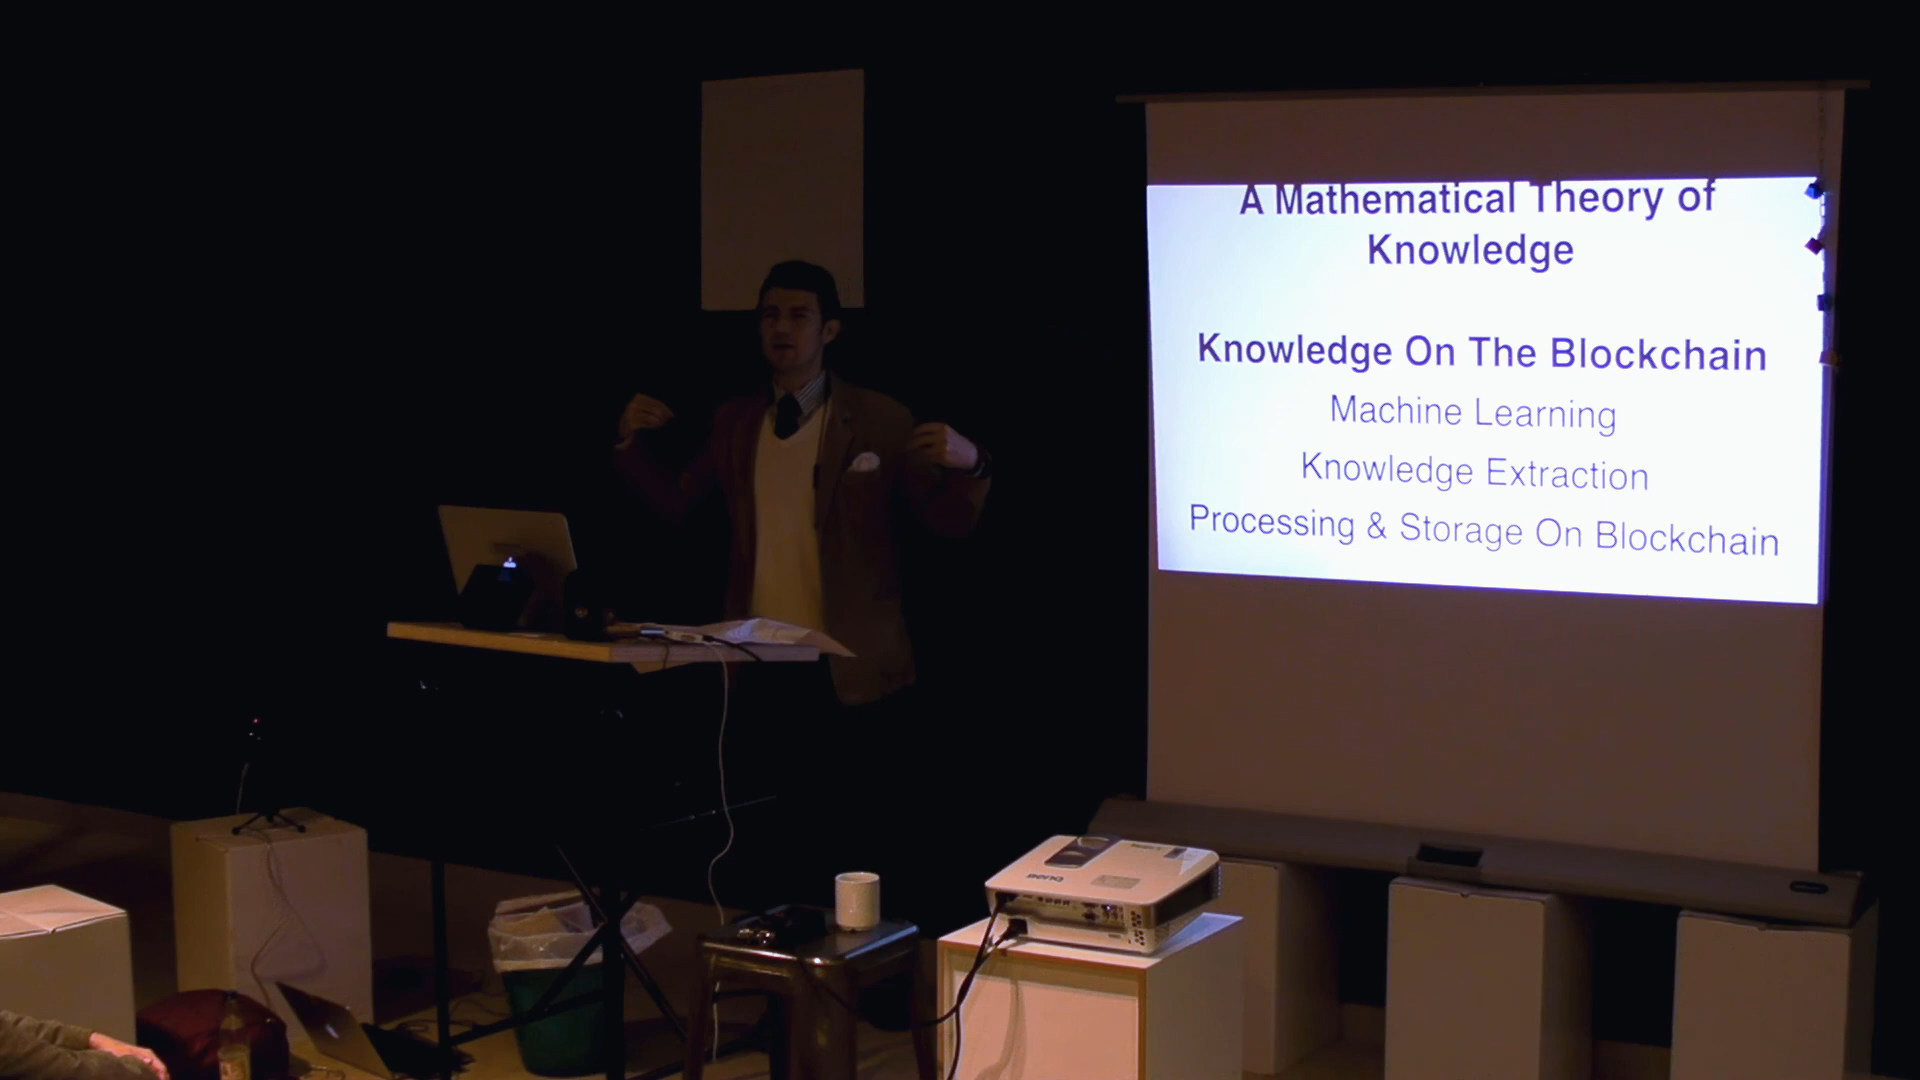 A Mathematical Theory of
Knowledge
Knowledge On The Blockchain
Machine Learning
Knowledge Extraction
Processing & Storage On Blockchain
BenQ